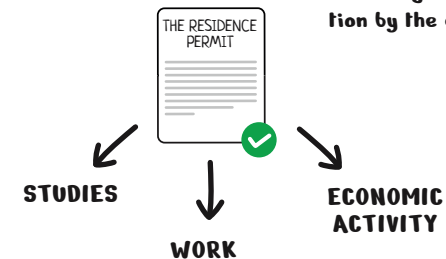 THE RESIDENCE
PERMIT
tion by the
STUDIES
WORK
ECONOMIC
ACTIVITY